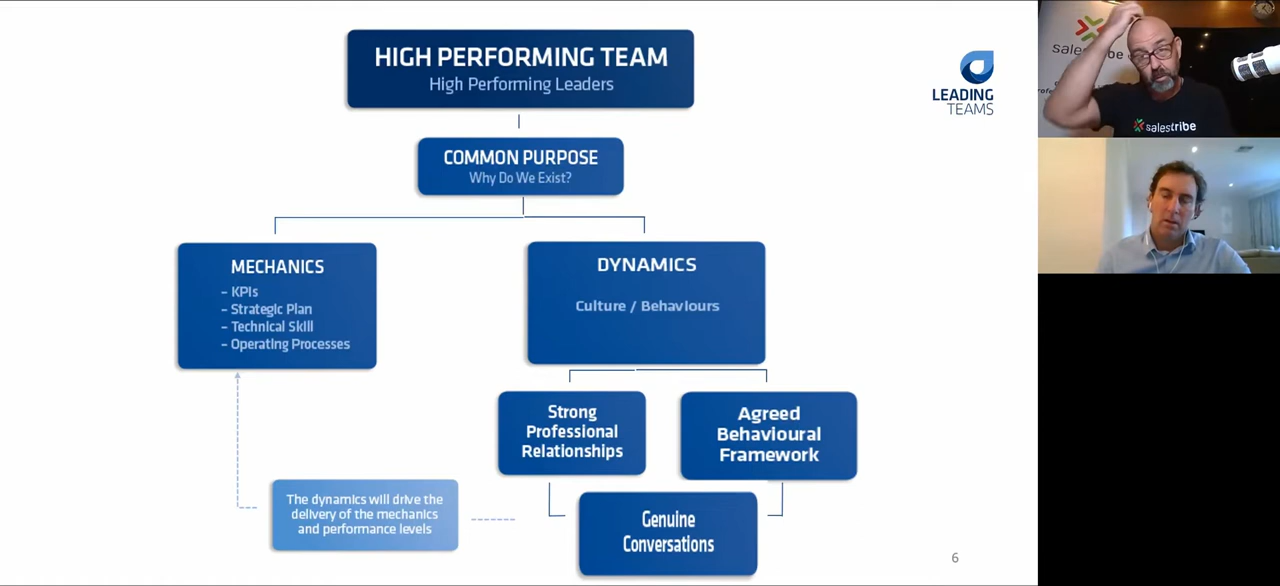 HIGH PERFORMING TEAM
High Performing Leaders
LEADING
TEAMS
COMMON PURPOSE
Why Do We Exist?
MECHANICS
– KPIs
– Strategic Plan
– Technical Skill
– Operating Processes
DYNAMICS
Culture / Behaviours
Strong
Professional
Relationships
Agreed
Behavioural
Framework
The dynamics will drive the
delivery of the mechanics
and performance levels
Genuine
Conversations
6
salestribe